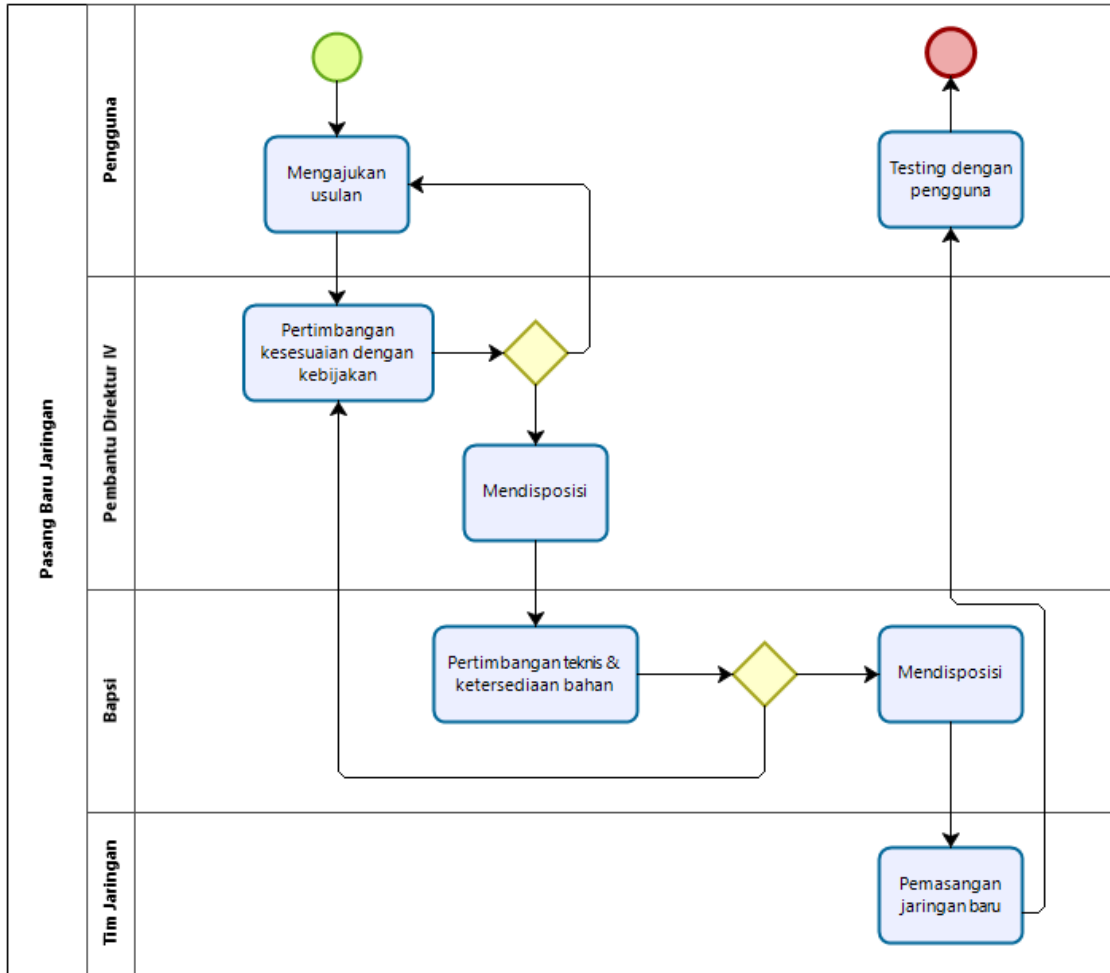 Pasang Baru Jaringan
Pengguna
Mengajukan
usulan
Testing dengan
pengguna
Pembantu Direktur IV
Pertimbangan
kesesuaian dengan
kebijakan
Mendisposisi
Bapsi
Pertimbangan teknis &
ketersediaan bahan
Mendisposisi
Tim Jaringan
Pemasangan
jaringan baru